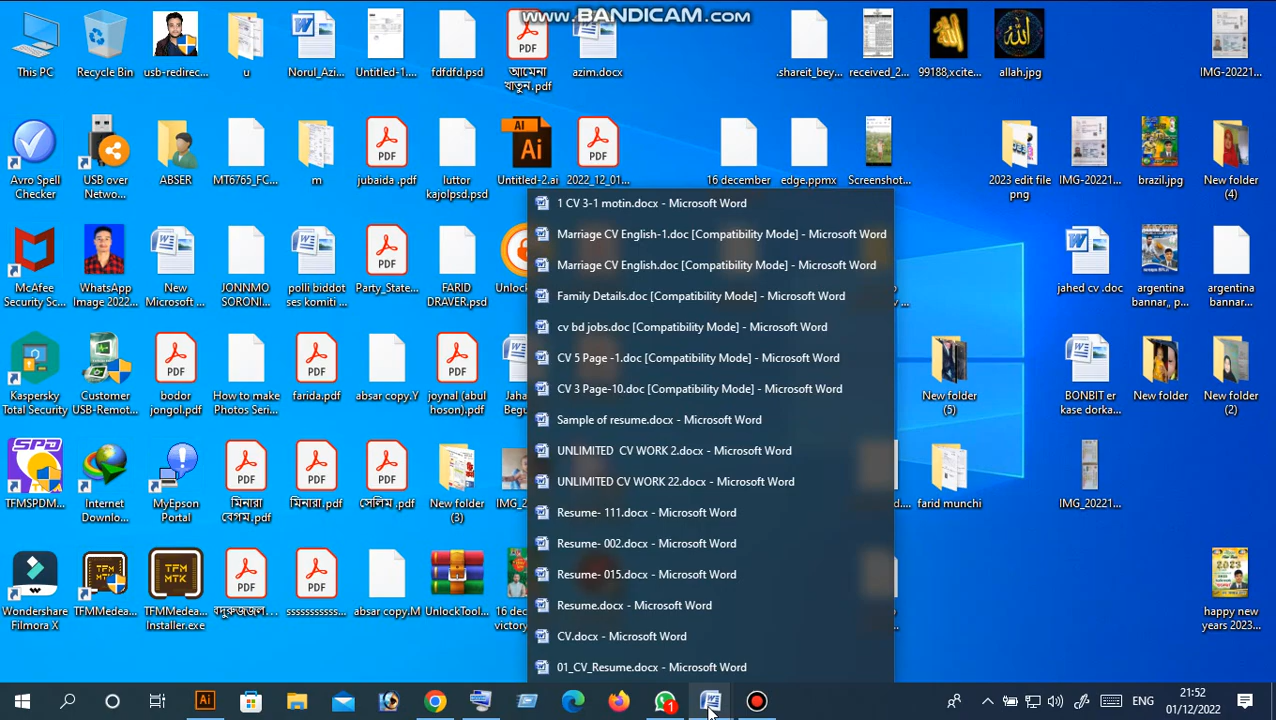 www.BANDICAM.com
This PC
Recycle Bin
usb-redirec...
u
Norul_Azi...
Untitled-1....
fdfdfd.psd
আমেনা
খাতুন.pdf
azim.docx
.shareit_bey...
received_2...
99188,xcite...
allah.jpg
IMG-20221...
Avro Spell
Checker
USB over
Netwo...
ABSER
MT6765_FC...
m
jubaida .pdf
luttor
kajolpsd.psd
Untitled-2.ai
2022_12_01...
16 december
edge.ppmx
Screenshot...
2023 edit file
png
IMG-20221...
brazil.jpg
New folder
(4)
McAfee
Security Sc...
WhatsApp
Image 2022...
New
Microsoft ...
JONNMO
SORONI...
poli biddot
ses komiti ...
Party_State...
FARID
DRAVER.psd
Unlock
jahed cv .doc
argentina
bannar,, p...
argentina
bannar...
Kaspersky
Total Security
Customer
USB-Remot...
bodor
jongol.pdf
How to make
Photos Seri...
farida.pdf
absar copy.Y
joynal (abul
hoson).pdf
Jaha
Begu
New folder
(5)
BONBIT er
kase dorka...
New folder
New folder
(2)
TFMSPDM...
Internet
Downlo...
MyEpson
Portal
মিনারা
বেগম.pdf
মিনারা.pdf
সেলিম .pdf
New folder
(3)
IMG_202
farid munchi
IMG_20221...
Wondershare
Filmora X
TFMMedea...
TFMMedea...
Installer.exe
sssssssssss...
absar copy.M
UnlockTool...
16 dec
victory
happy new
years 2023...
1 CV 3-1 motin.docx - Microsoft Word
Marriage CV English-1.doc [Compatibility Mode] - Microsoft Word
Marriage CV English.doc [Compatibility Mode] - Microsoft Word
Family Details.doc [Compatibility Mode] - Microsoft Word
cv bd jobs.doc [Compatibility Mode] - Microsoft Word
CV 5 Page -1.doc [Compatibility Mode] - Microsoft Word
CV 3 Page-10.doc [Compatibility Mode] - Microsoft Word
Sample of resume.docx - Microsoft Word
UNLIMITED  CV WORK 2.docx - Microsoft Word
UNLIMITED CV WORK 22.docx - Microsoft Word
Resume- 111.docx - Microsoft Word
Resume- 002.docx - Microsoft Word
Resume- 015.docx - Microsoft Word
Resume.docx - Microsoft Word
CV.docx - Microsoft Word
01_CV_Resume.docx - Microsoft Word
ENG
21:52
01/12/2022